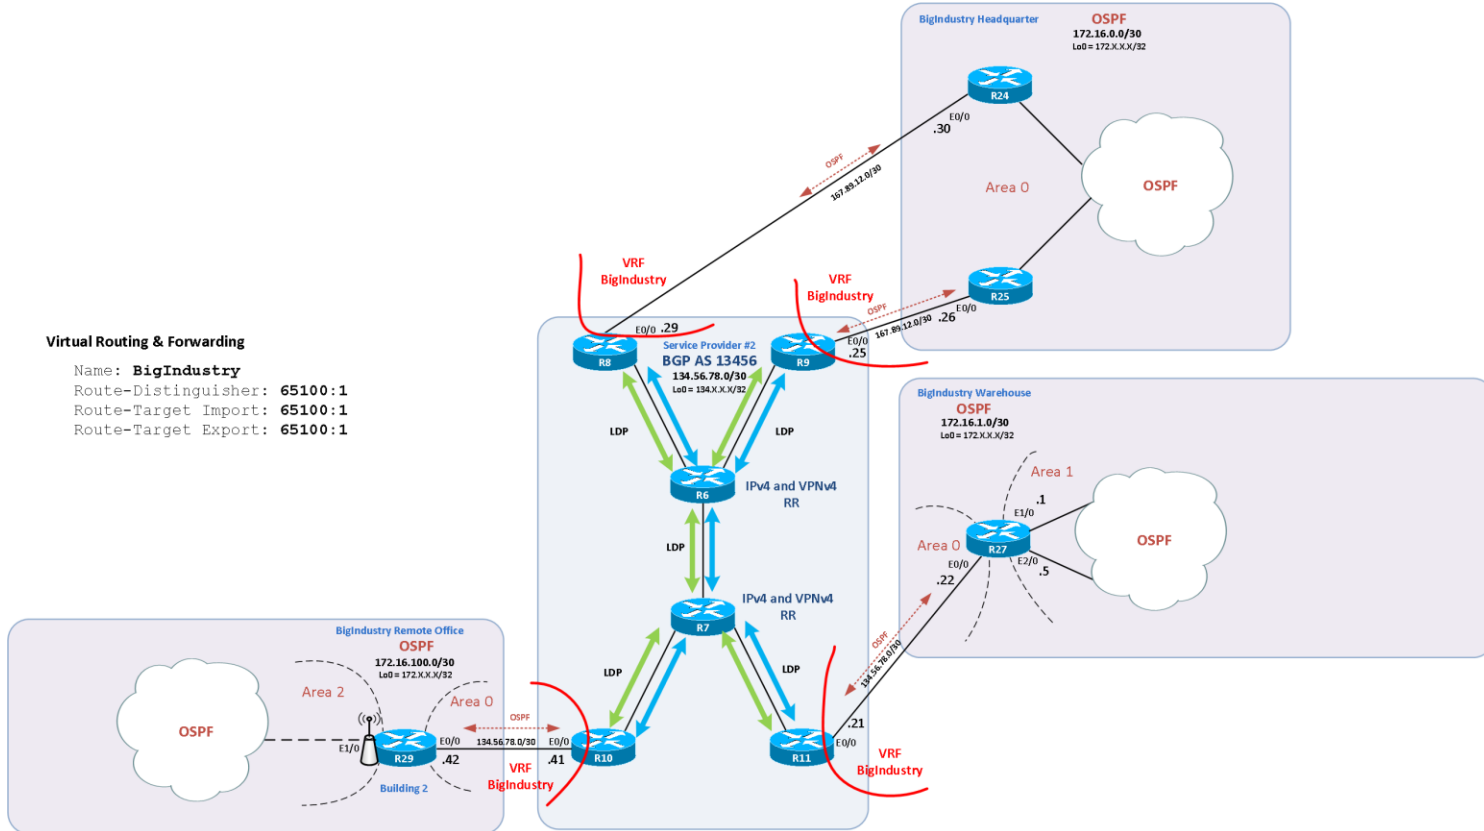 BigIndustry Headquarter
OSPF
172.16.0.0/30
Lo0 = 172.X.X.X/32
R24
E0/0
.30
OSPF
167.89.12.0/30
Area 0
OSPF
VRF
BigIndustry
VRF
BigIndustry
OSPF
R25
E0/0
.26
167.89.12.0/30
E0/0
.29
E0/0
.25
Service Provider #2
BGP AS 13456
134.56.78.0/30
Lo0 = 134.X.X.X/32
R8
R9
Virtual Routing & Forwarding
Name: BigIndustry
Route-Distinguisher: 65100:1
Route-Target Import: 65100:1
Route-Target Export: 65100:1
LDP
LDP
R6
IPv4 and VPNv4
RR
LDP
BigIndustry Warehouse
OSPF
172.16.1.0/30
Lo0 = 172.X.X.X/32
Area 1
.1
E1/0
Area 0
R27
OSPF
E0/0
.22
E2/0
.5
R7
IPv4 and VPNv4
RR
OSPF
134.56.78.0/30
LDP
LDP
BigIndustry Remote Office
OSPF
172.16.100.0/30
Lo0 = 172.X.X.X/32
Area 2
Area 0
OSPF
OSPF
E1/0
R29
E0/0
.42
134.56.78.0/30
E0/0
.41
R10
R11
.21
E0/0
VRF
BigIndustry
VRF
BigIndustry
Building 2